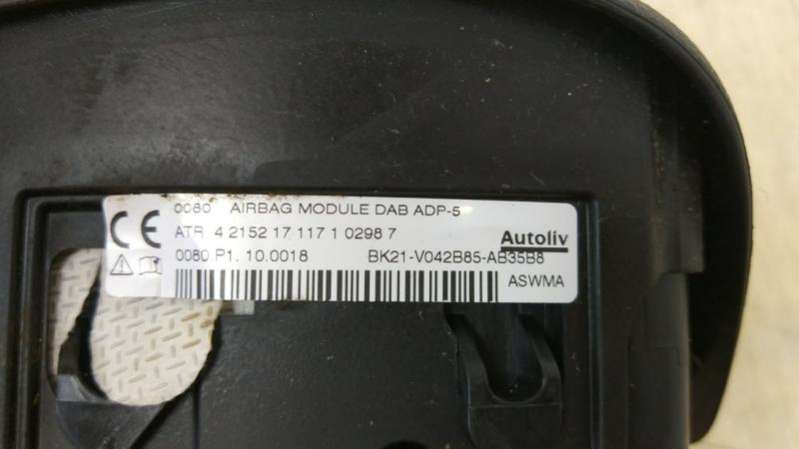 0080 AIRBAG MODULE DAB ADP-5
CE ATR 4 2152 17 117 1 0298 7 Autoliv
0080 P1. 10.0018 BK21-V042B85-AB35B8
ASWMA